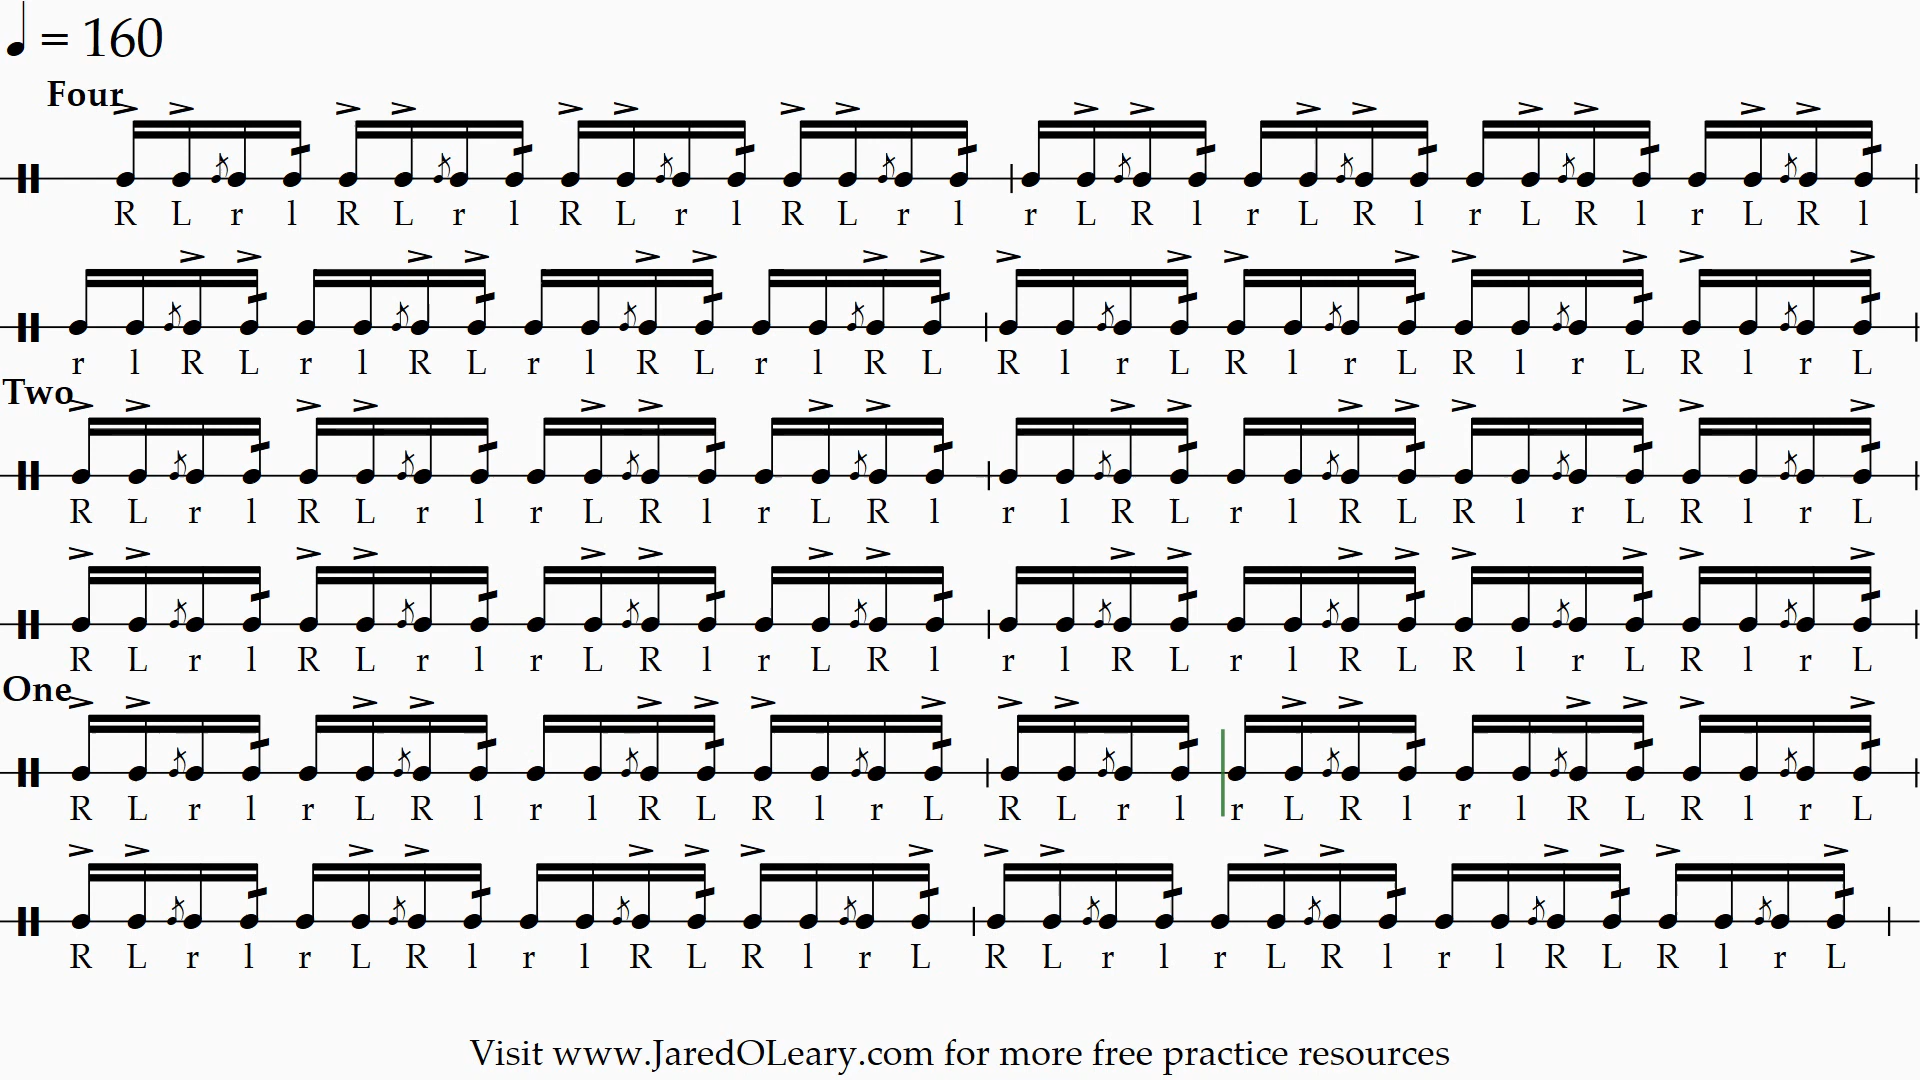 = 160
Four
R L r l R L r l R L r l R L r l r L R l r L R l r L R l r L R l
r l R L r l R L r l R L r l R L R l r L R l r L R l r L R l r L
Two
R L r l R L r l r L R l r L R l r l R L r l R L R l r L R l r L
R L r l R L r l r L R l r L R l r l R L r l R L R l r L R l r L
One
R L r l r L R l r l R L R l r L R L r l r L R l r l R L R l r L
R L r l r L R l r l R L R l r L R L r l r L R l r l R L R l r L
Visit www.JaredOLeary.com for more free practice resources